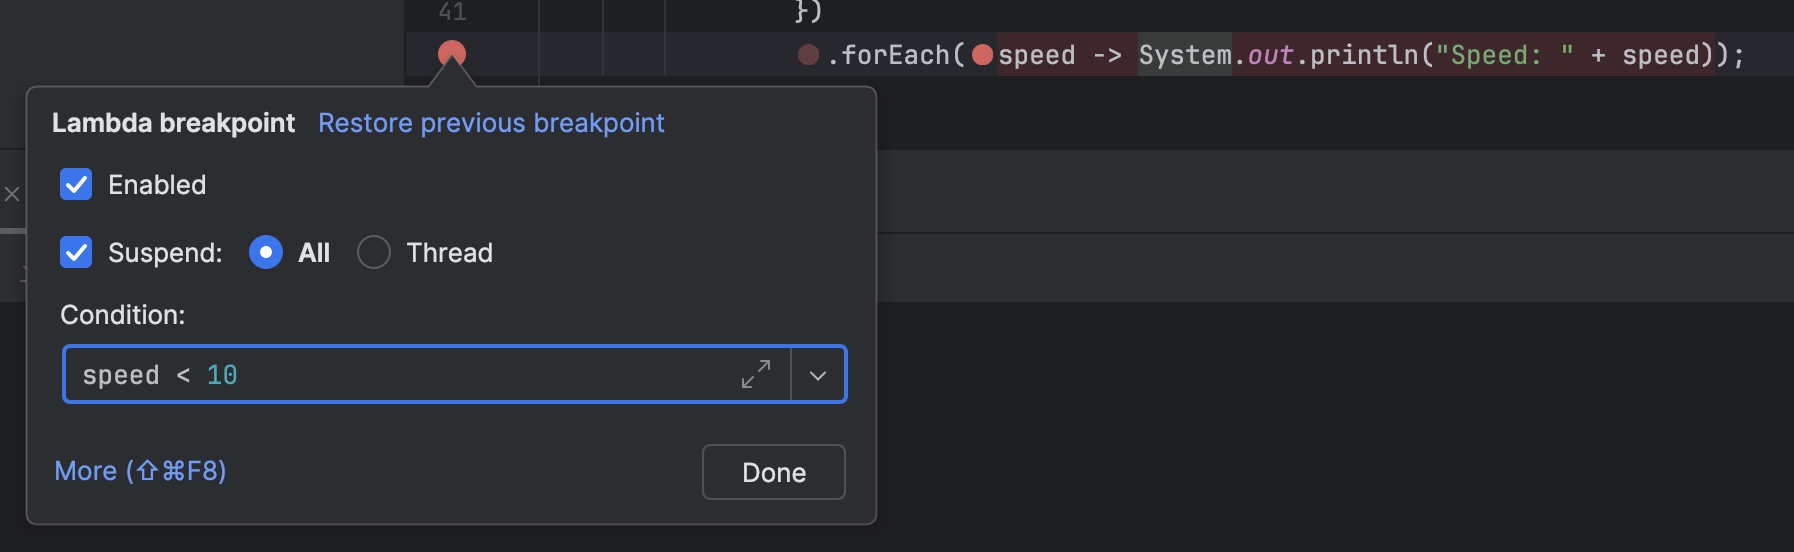 41 })
.forEach( speed -> System.out.println("Speed: " + speed));
Lambda breakpoint Restore previous breakpoint
Enabled
Suspend: All Thread
Condition:
speed < 10
More (⇧⌘F8) Done